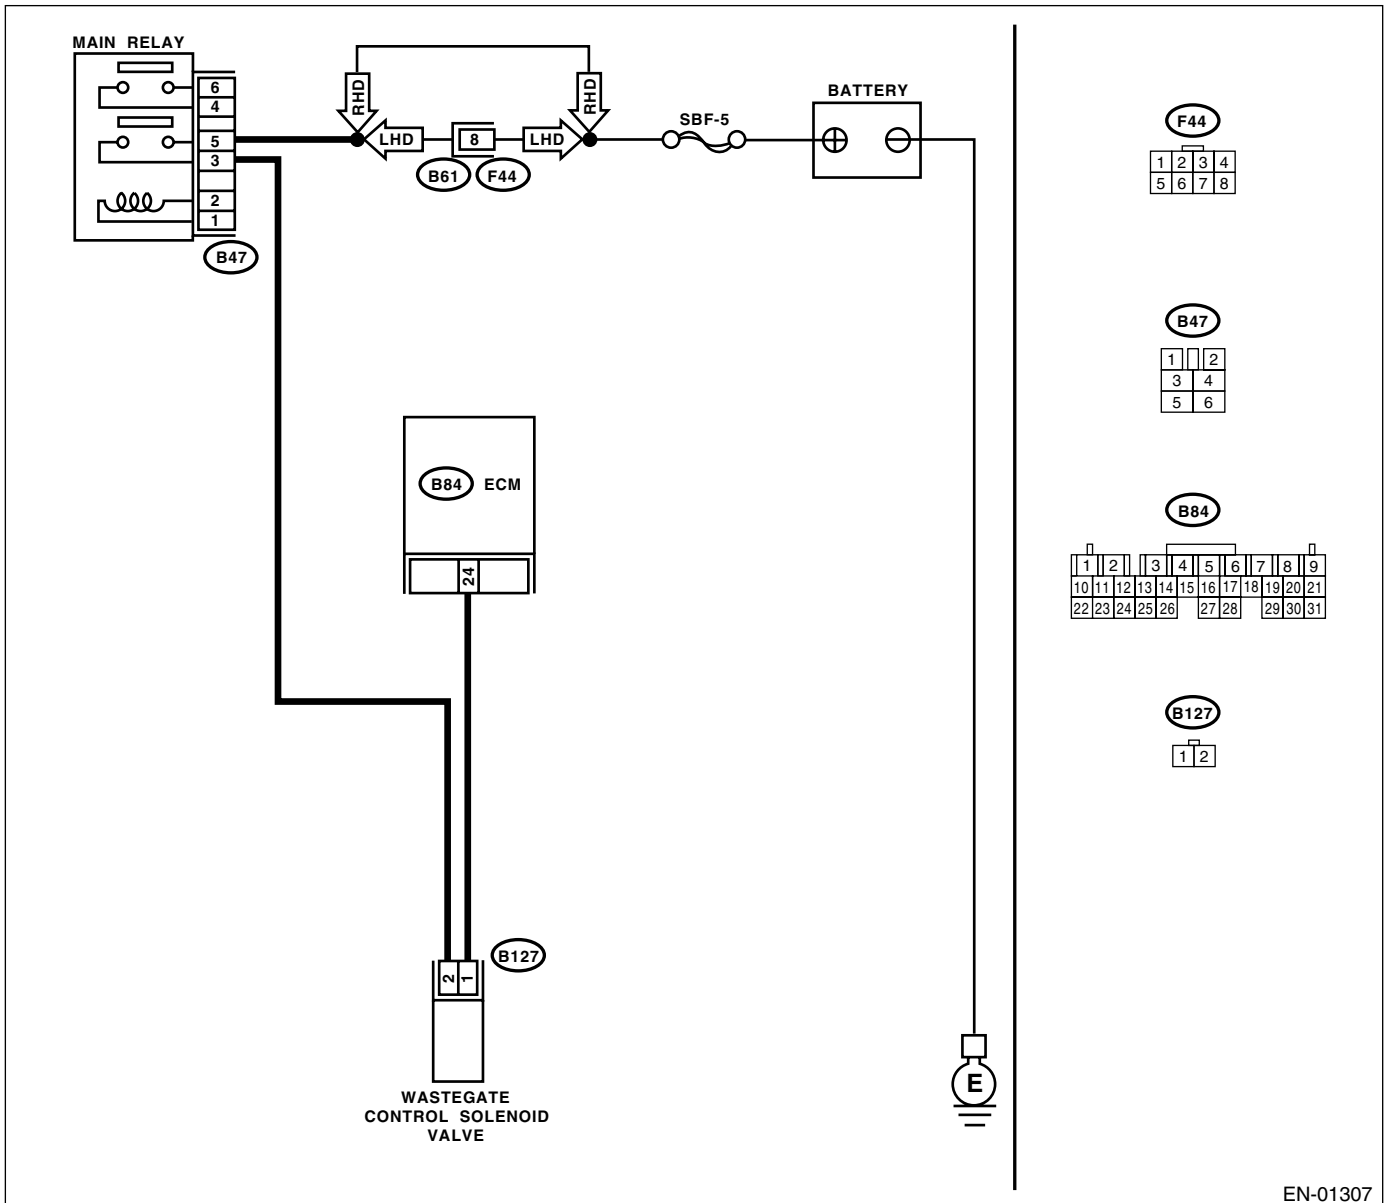 MAIN RELAY
6
4
5
3
2
1
B47
RHD
RHD
LHD
8
LHD
B61
F44
SBF-5
BATTERY
B84
ECM
24
2
1
B127
WASTEGATE
CONTROL SOLENOID
VALVE
E
F44
1 2 3 4
5 6 7 8
B47
1 2
3 4
5 6
B84
1 2 3 4 5 6 7 8 9
10 11 12 13 14 15 16 17 18 19 20 21
22 23 24 25 26 27 28 29 30 31
B127
1 2
EN-01307